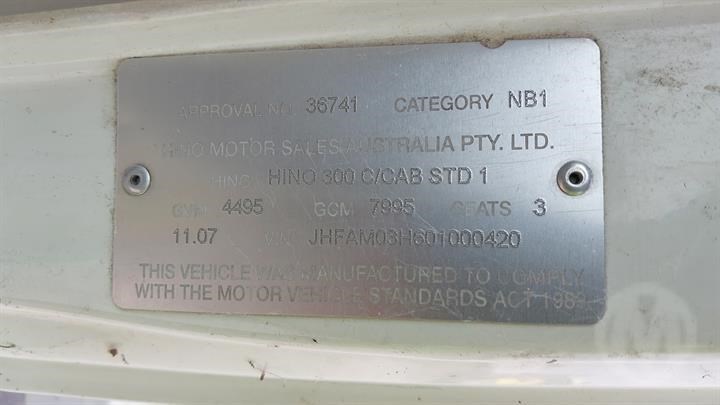 APPROVAL NO. 36741 CATEGORY NB1
HINO MOTOR SALES AUSTRALIA PTY. LTD.
HINO HINO 300 C/CAB STD 1
GVM 4495 GCM 7995 SEATS 3
11.07 VIN JHFAM03H601000420
THIS VEHICLE WAS MANUFACTURED TO COMPLY
WITH THE MOTOR VEHICLE STANDARDS ACT 1989
M